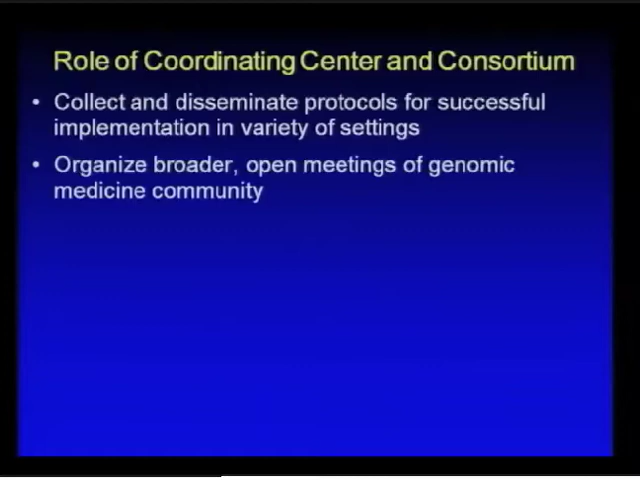 Role of Coordinating Center and Consortium
• Collect and disseminate protocols for successful
implementation in variety of settings
• Organize broader, open meetings of genomic
medicine community